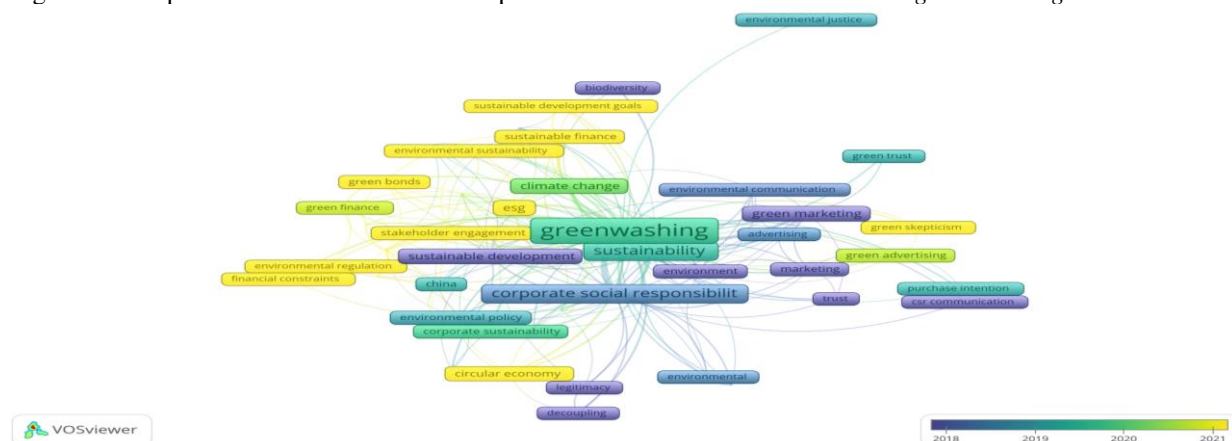 environmental justice
biodiversity
sustainable development goals
sustainable finance
environmental sustainability
green trust
green bonds
climate change
environmental communication
green finance
esg
green marketing
greenwashing
stakeholder engagement
advertising
green skepticism
sustainability
sustainable development
green advertising
environmental regulation
environment
marketing
financial constraints
china
purchase intention
corporate social responsibilit
trust
csr communication
environmental policy
corporate sustainability
circular economy
environmental
legitimacy
decoupling
VOSviewer
2018 2019 2020 2021